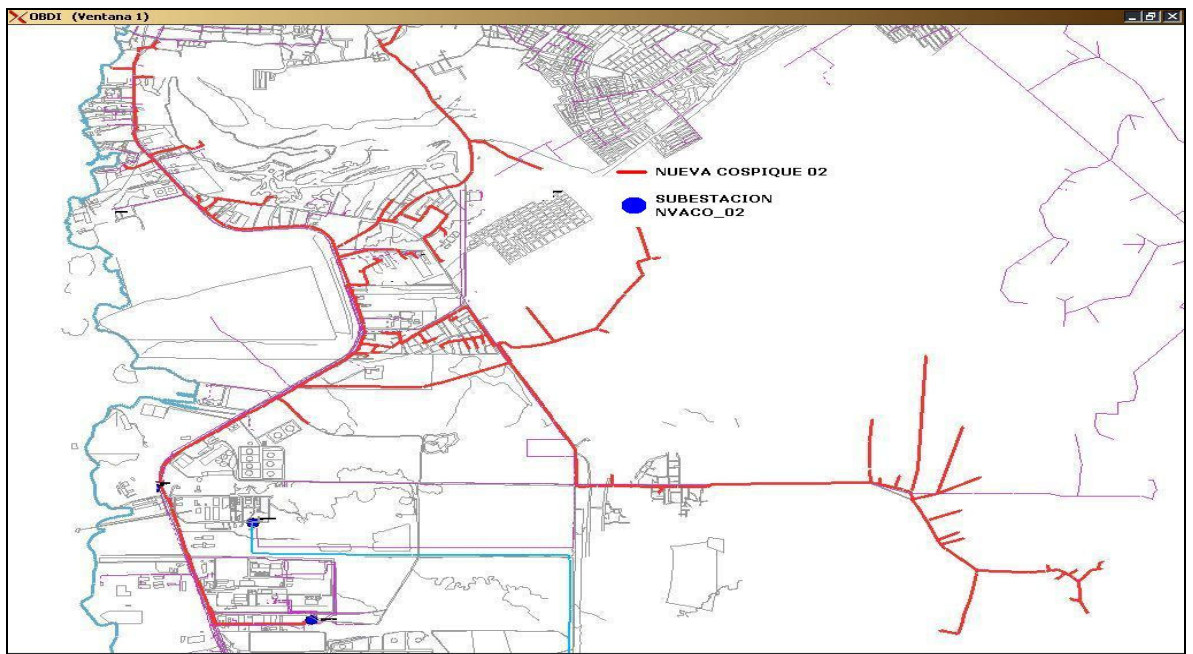 OBDI (Ventana 1)
NUEVA COSPIQUE 02
SUBESTACION
NVACO_02